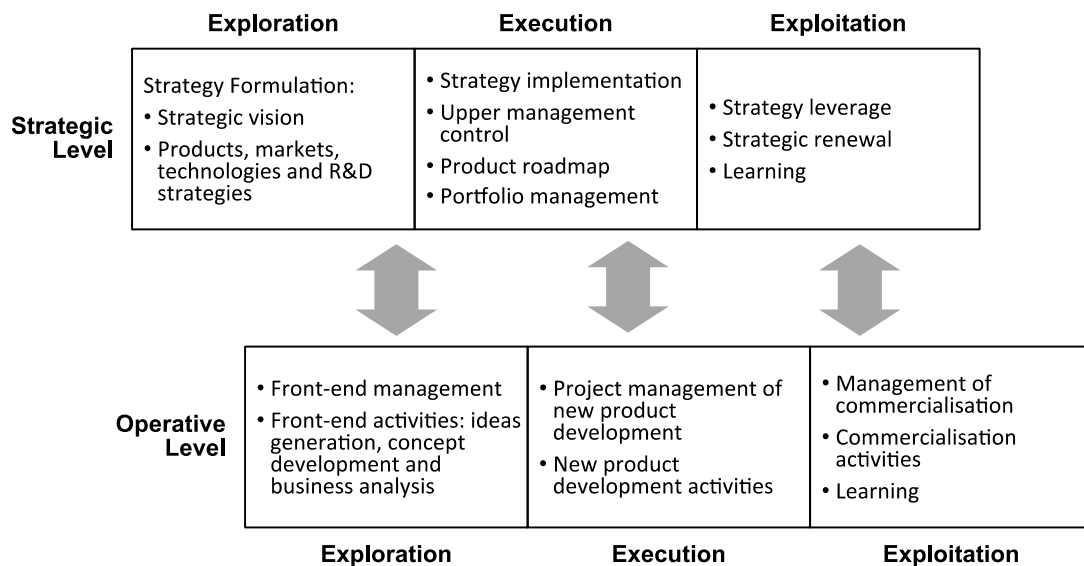 Exploration
Execution
Exploitation
Strategic
Level
Strategy Formulation:
• Strategic vision
• Products, markets,
technologies and R&D
strategies
• Strategy implementation
• Upper management
control
• Product roadmap
• Portfolio management
• Strategy leverage
• Strategic renewal
• Learning
Operative
Level
• Front-end management
• Front-end activities: ideas
generation, concept
development and
business analysis
• Project management of
new product
development
• New product
development activities
• Management of
commercialisation
• Commercialisation
activities
• Learning
Exploration
Execution
Exploitation